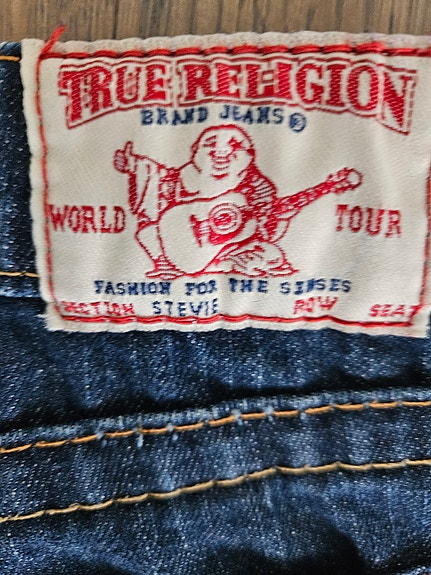 TRUE RELIGION
BRAND JEANS®
WORLD TOUR
FASHION FOR THE SENSES
SECTION STEVIE ROW SEAT